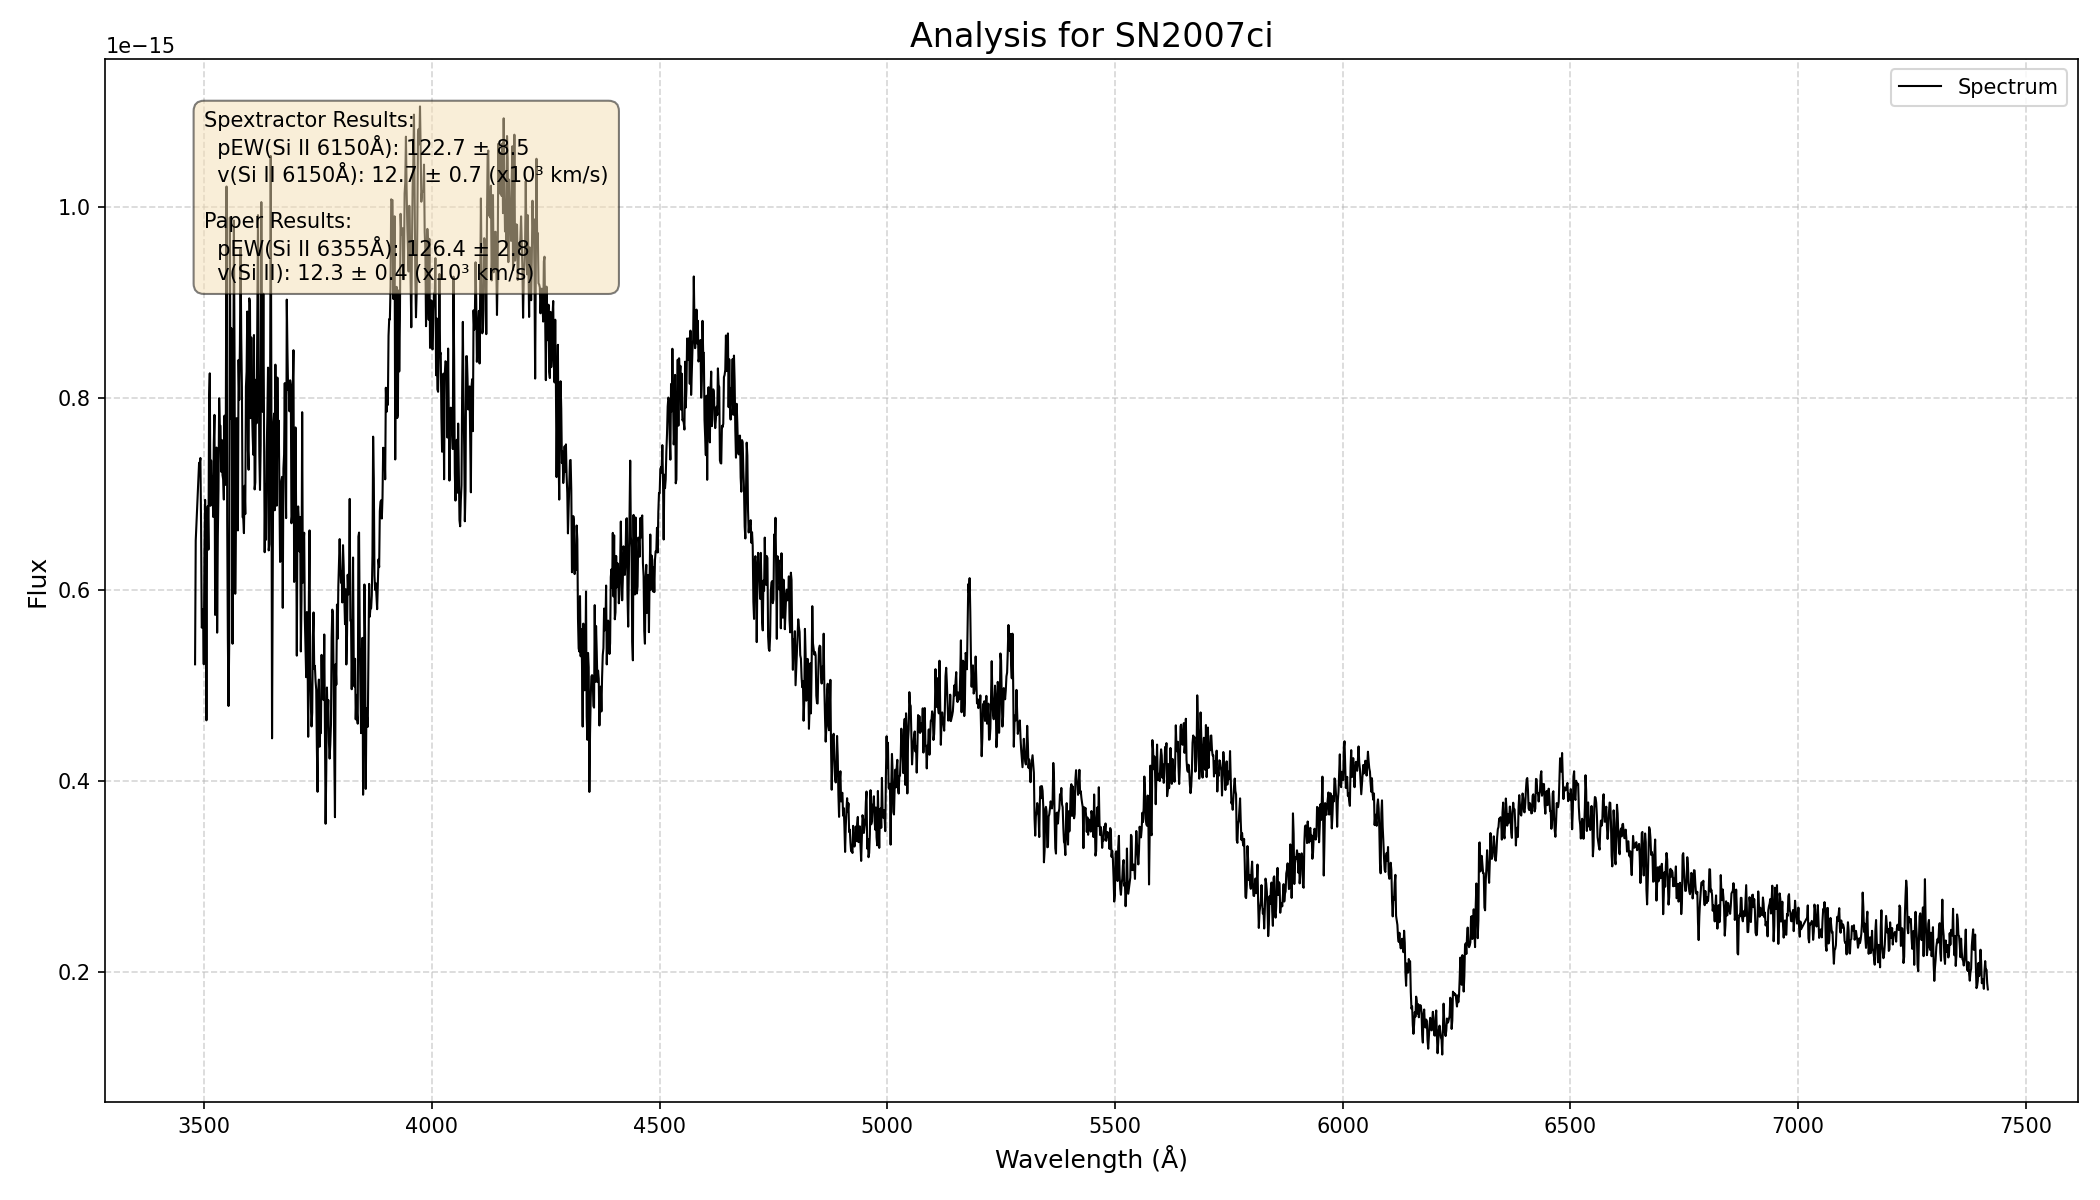 Analysis for SN2007ci
1e−15
Spectrum
Spextractor Results:
pEW(Si II 6150Å): 122.7 ± 8.5
v(Si II 6150Å): 12.7 ± 0.7 (x10³ km/s)
Paper Results:
pEW(Si II 6355Å): 126.4 ± 2.8
v(Si II): 12.3 ± 0.4 (x10³ km/s)
1.0
0.8
0.6
0.4
0.2
Flux
3500 4000 4500 5000 5500 6000 6500 7000 7500
Wavelength (Å)